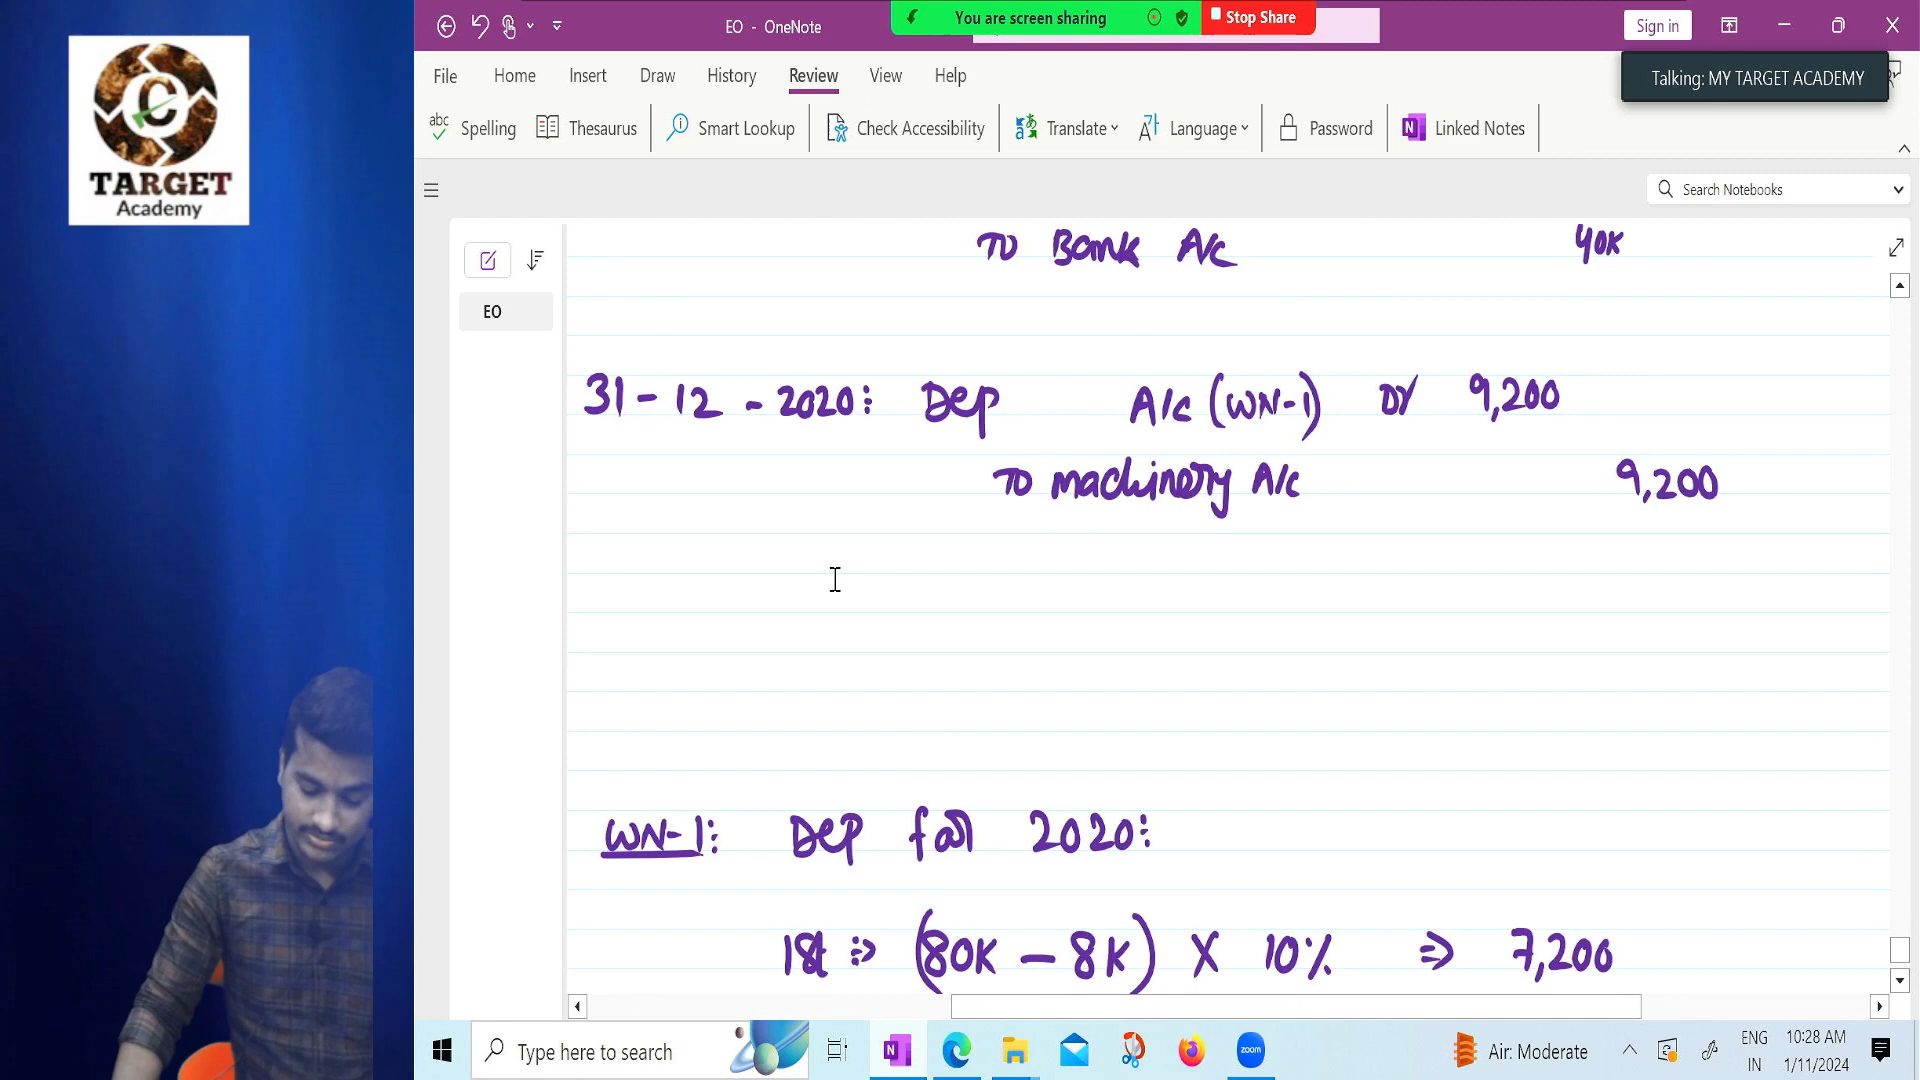 TARGET
Academy
EO - OneNote
You are screen sharing
Stop Share
Sign in
Talking: MY TARGET ACADEMY
File Home Insert Draw History Review View Help
abc Spelling Thesaurus Smart Lookup Check Accessibility Translate Language Password Linked Notes
Search Notebooks
EO
To Bank A/c 40K
31-12-2020: Dep A/c (WN-1) Dr 9,200
To machinery A/c 9,200
WN-1: Dep for 2020:
1st => (80K - 8K) X 10% => 7,200
Type here to search
zoom
Air: Moderate
ENG
IN
10:28 AM
1/11/2024